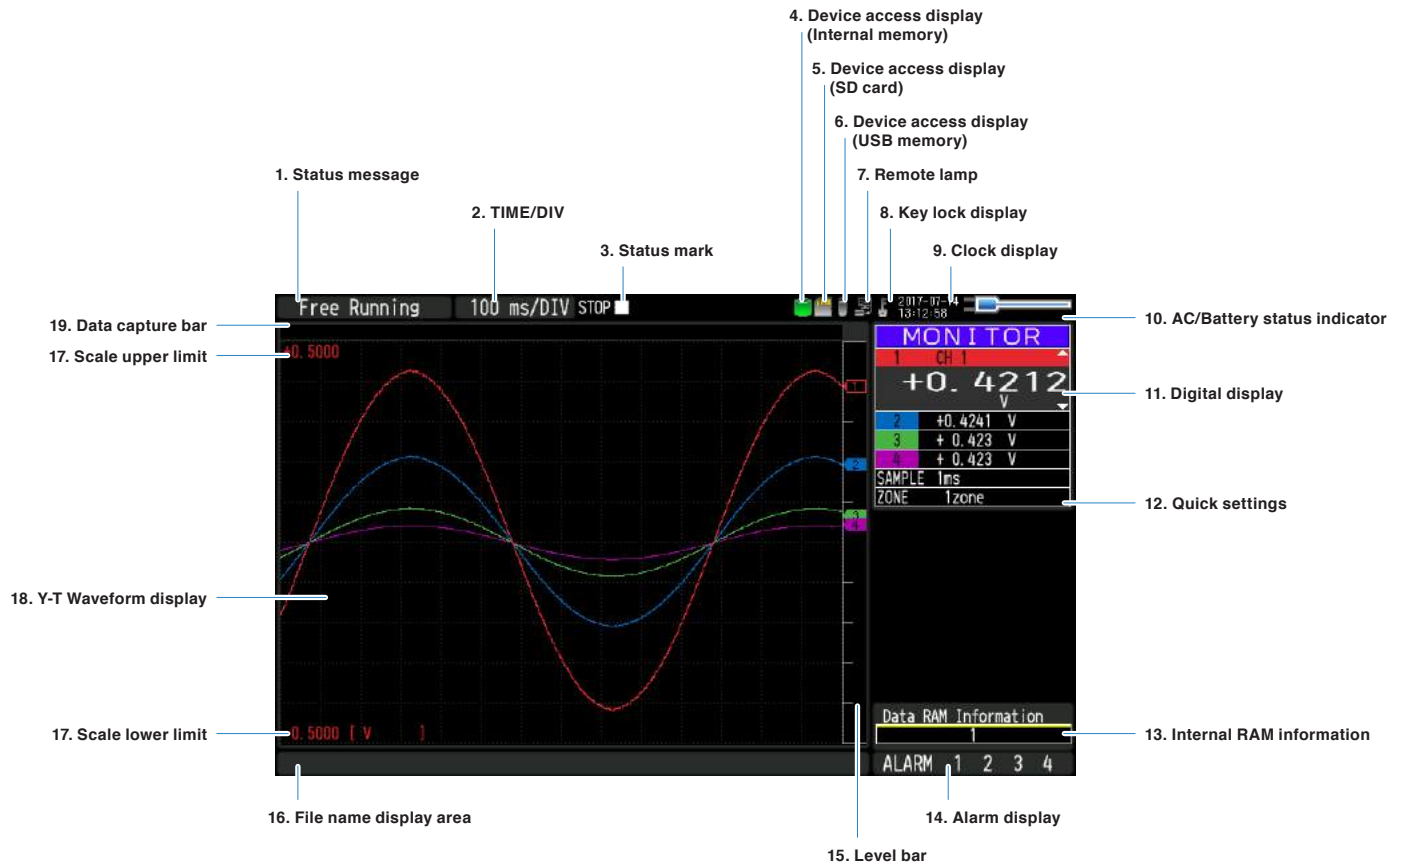 4. Device access display
(Internal memory)
5. Device access display
(SD card)
6. Device access display
(USB memory)
1. Status message
7. Remote lamp
2. TIME/DIV
8. Key lock display
3. Status mark
9. Clock display
Free Running
100 ms/DIV
STOP
2017-07-14
13:12:58
19. Data capture bar
10. AC/Battery status indicator
MONITOR
17. Scale upper limit
+0.5000
1 CH 1
+0.4212
V
11. Digital display
1
2 +0.4241 V
3 + 0.423 V
4 + 0.423 V
2
SAMPLE 1ms
ZONE 1zone
12. Quick settings
3
4
18. Y-T Waveform display
Data RAM Information
17. Scale lower limit
-0.5000 [ V ]
1
13. Internal RAM information
ALARM 1 2 3 4
16. File name display area
14. Alarm display
15. Level bar